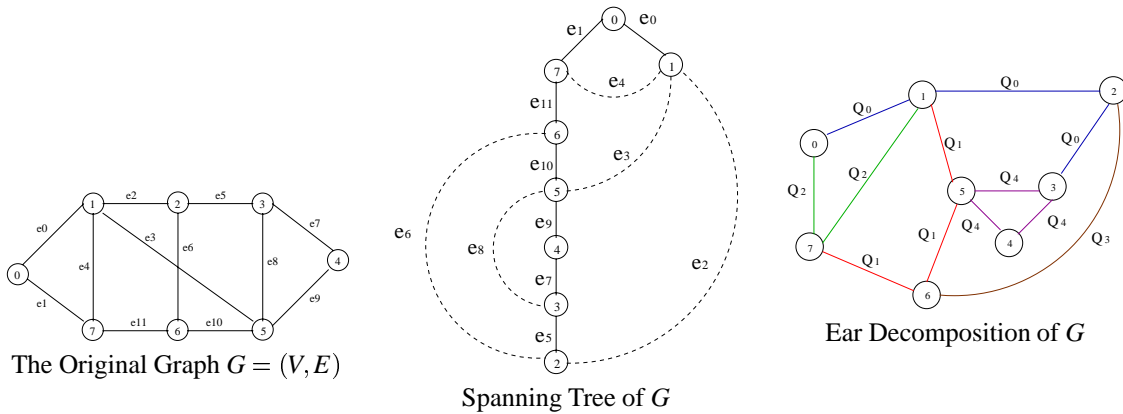 e0
e1
e2
e3
e4
e5
e6
e7
e8
e9
e10
e11
0
1
2
3
4
5
6
7
The Original Graph G = (V, E)
0
e1
e0
7
1
e4
e11
6
e3
e10
5
e9
e6
e8
4
e2
e7
3
e5
2
Spanning Tree of G
1
Q0
2
Q0
0
Q0
Q1
Q2
Q2
5
Q4
3
Q4
Q4
4
7
Q1
Q1
Q3
6
Ear Decomposition of G